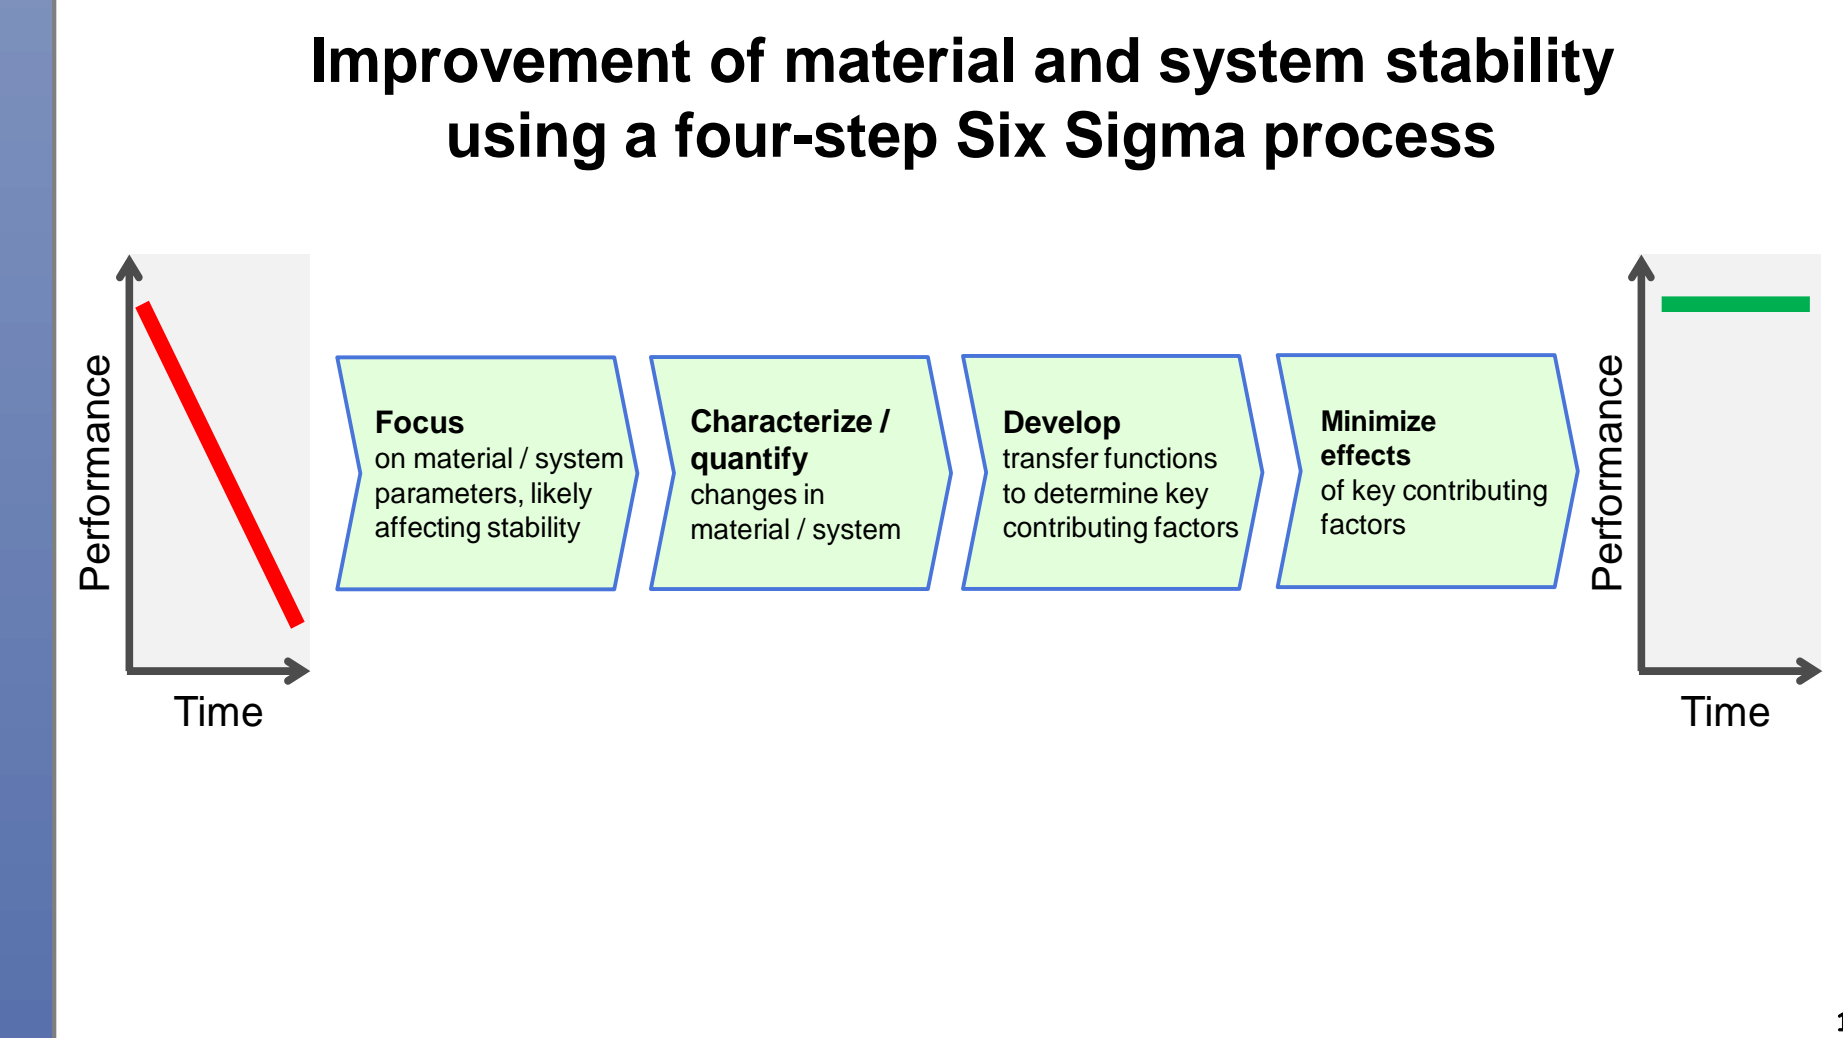 Improvement of material and system stability
using a four-step Six Sigma process
Performance
Time
Focus
on material / system
parameters, likely
affecting stability
Characterize /
quantify
changes in
material / system
Develop
transfer functions
to determine key
contributing factors
Minimize
effects
of key contributing
factors
Performance
Time
1